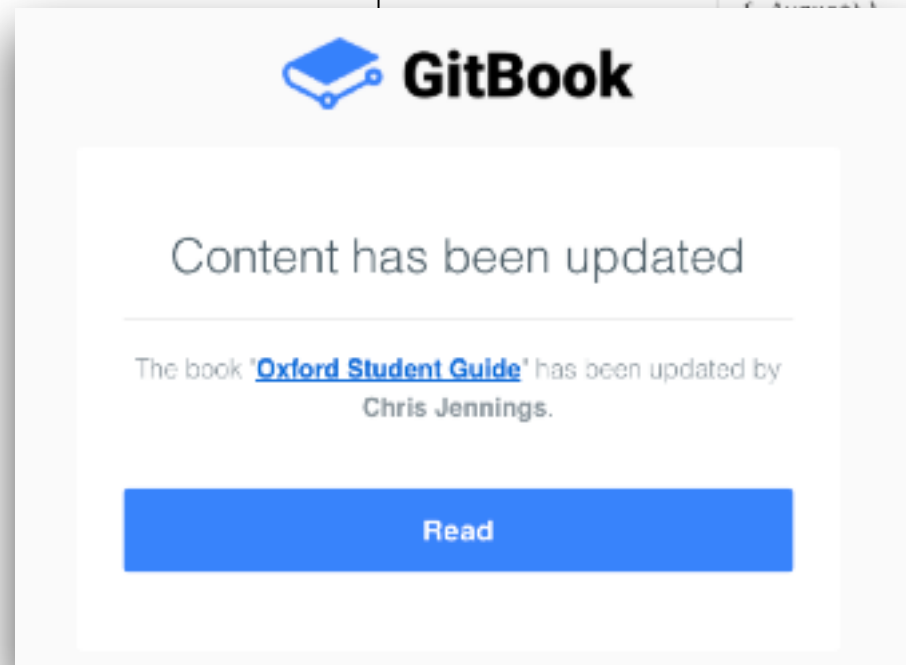 GitBook
Content has been updated
The book "Oxford Student Guide" has been updated by
Chris Jennings.
Read